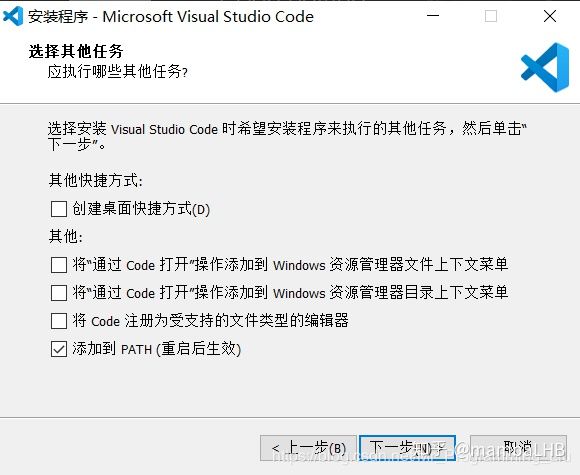 安装程序 - Microsoft Visual Studio Code
选择其他任务
应执行哪些其他任务?
选择安装 Visual Studio Code 时希望安装程序来执行的其他任务，然后单击“
下一步”。
其他快捷方式:
创建桌面快捷方式(D)
其他:
将“通过 Code 打开”操作添加到 Windows 资源管理器文件上下文菜单
将“通过 Code 打开”操作添加到 Windows 资源管理器目录上下文菜单
将 Code 注册为受支持的文件类型的编辑器
添加到 PATH (重启后生效)
< 上一步(B)
下一步(N) >
取消
知乎 @mambaLHB